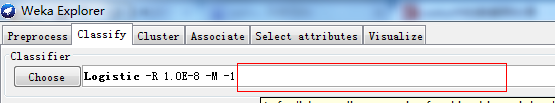 Weka Explorer
Preprocess Classify Cluster Associate Select attributes Visualize
Classifier
Choose Logistic -R 1.0E-8 -M -1